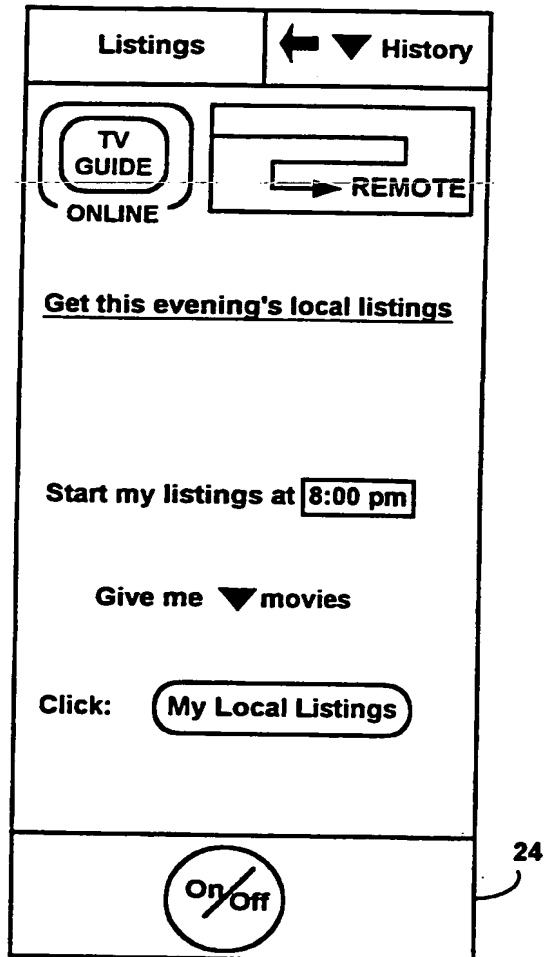 Listings
History
TV
GUIDE
ONLINE
REMOTE
Get this evening's local listings
Start my listings at 8:00 pm
Give me movies
Click: My Local Listings
On/Off
24